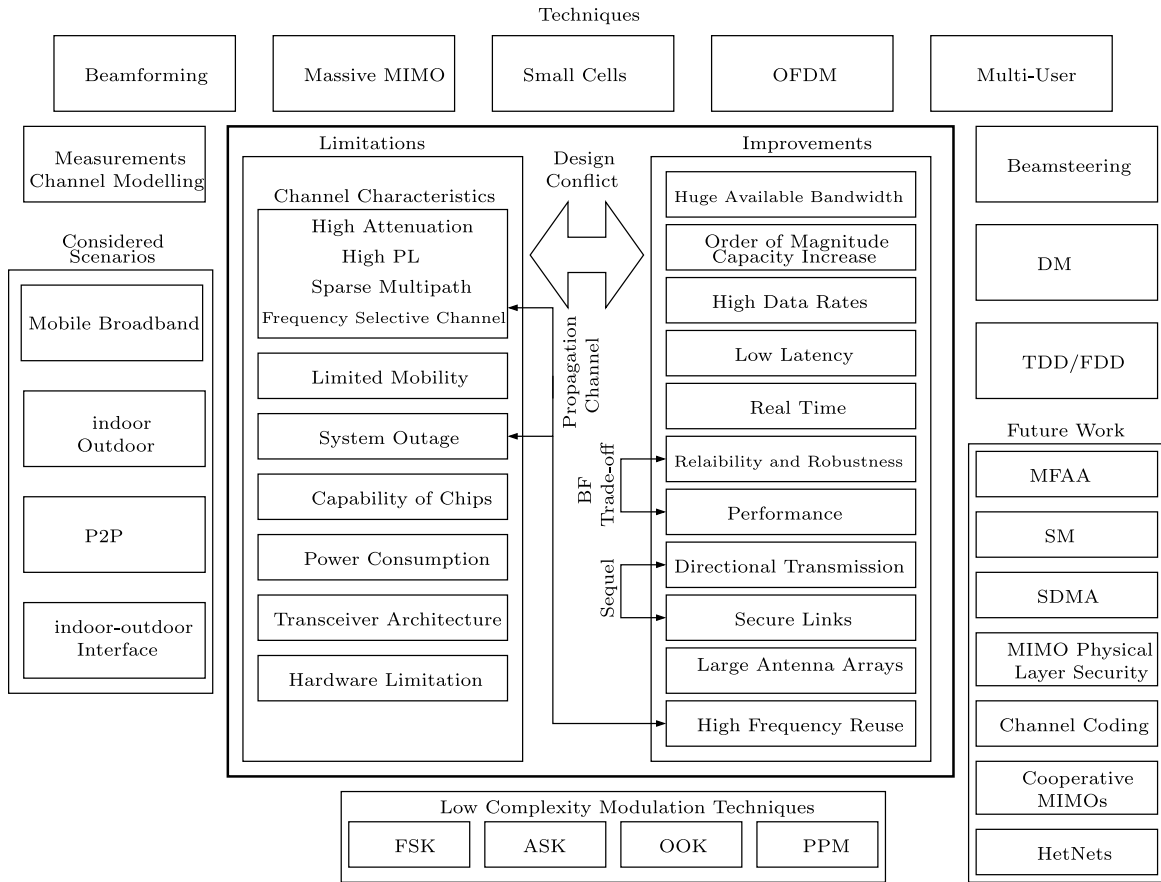 Techniques
Beamforming
Massive MIMO
Small Cells
OFDM
Multi-User
Measurements
Channel Modelling
Considered
Scenarios
Mobile Broadband
indoor
Outdoor
P2P
indoor-outdoor
Interface
Limitations
Channel Characteristics
High Attenuation
High PL
Sparse Multipath
Frequency Selective Channel
Limited Mobility
System Outage
Capability of Chips
Power Consumption
Transceiver Architecture
Hardware Limitation
Design
Conflict
Propagation
Channel
BF
Trade-off
Sequel
Improvements
Huge Available Bandwidth
Order of Magnitude
Capacity Increase
High Data Rates
Low Latency
Real Time
Relaibility and Robustness
Performance
Directional Transmission
Secure Links
Large Antenna Arrays
High Frequency Reuse
Beamsteering
DM
TDD/FDD
Future Work
MFAA
SM
SDMA
MIMO Physical
Layer Security
Channel Coding
Cooperative
MIMOs
HetNets
Low Complexity Modulation Techniques
FSK
ASK
OOK
PPM